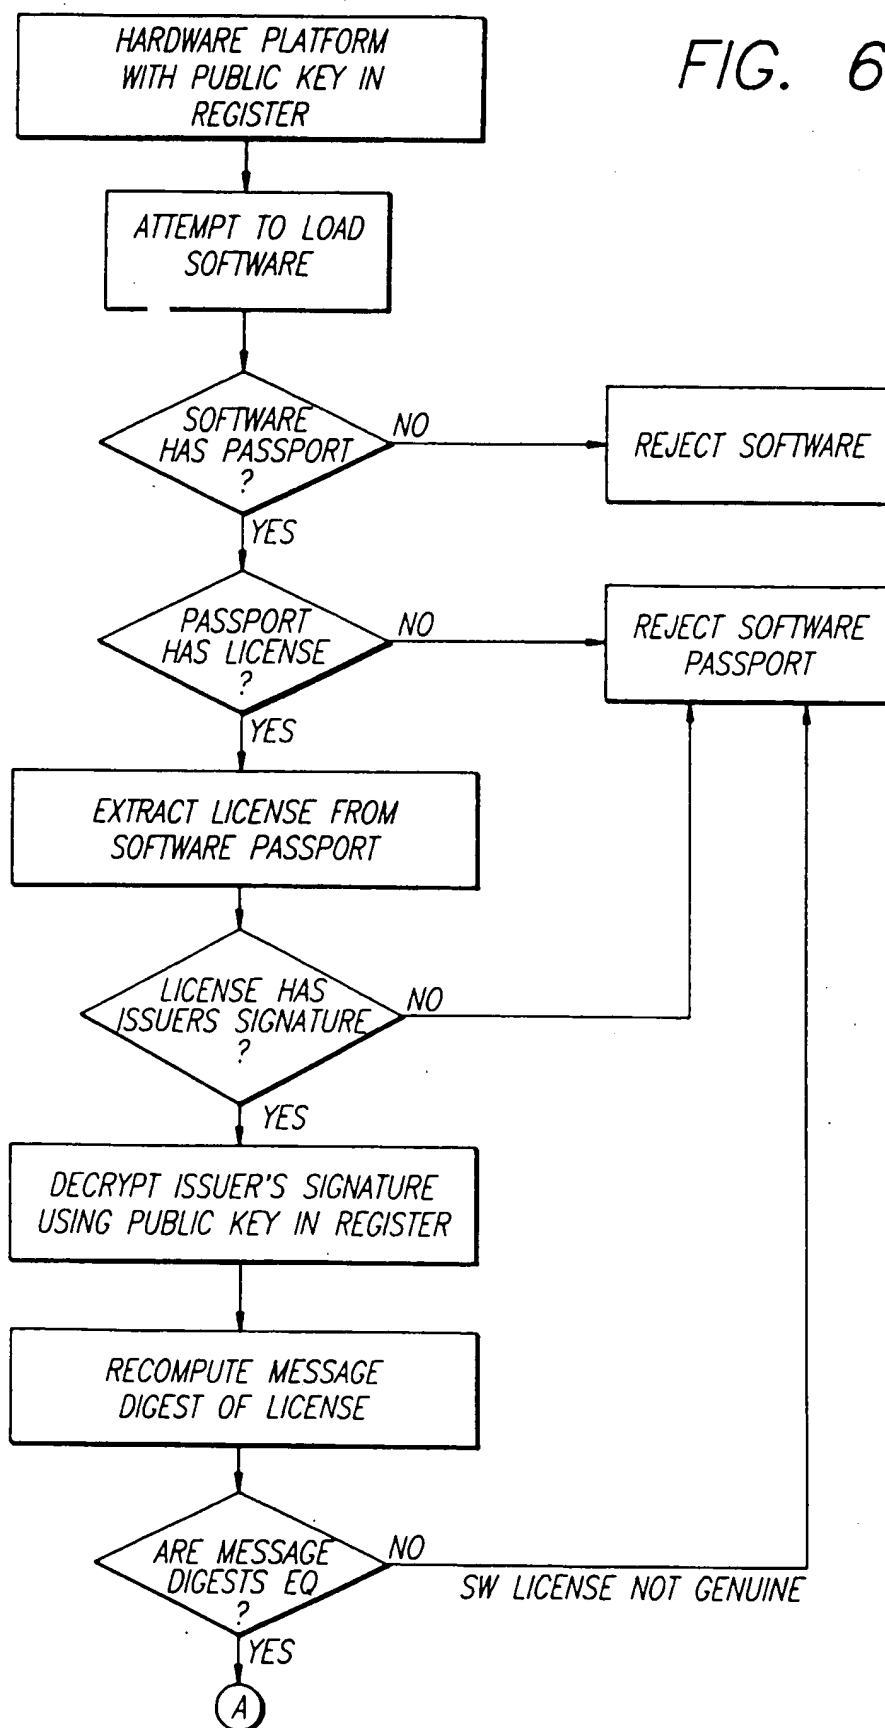 FIG. 6
HARDWARE PLATFORM
WITH PUBLIC KEY IN
REGISTER
ATTEMPT TO LOAD
SOFTWARE
SOFTWARE
HAS PASSPORT
?
NO
REJECT SOFTWARE
YES
PASSPORT
HAS LICENSE
?
NO
REJECT SOFTWARE
PASSPORT
YES
EXTRACT LICENSE FROM
SOFTWARE PASSPORT
LICENSE HAS
ISSUERS SIGNATURE
?
NO
YES
DECRYPT ISSUER'S SIGNATURE
USING PUBLIC KEY IN REGISTER
RECOMPUTE MESSAGE
DIGEST OF LICENSE
ARE MESSAGE
DIGESTS EQ
?
NO
SW LICENSE NOT GENUINE
YES
A